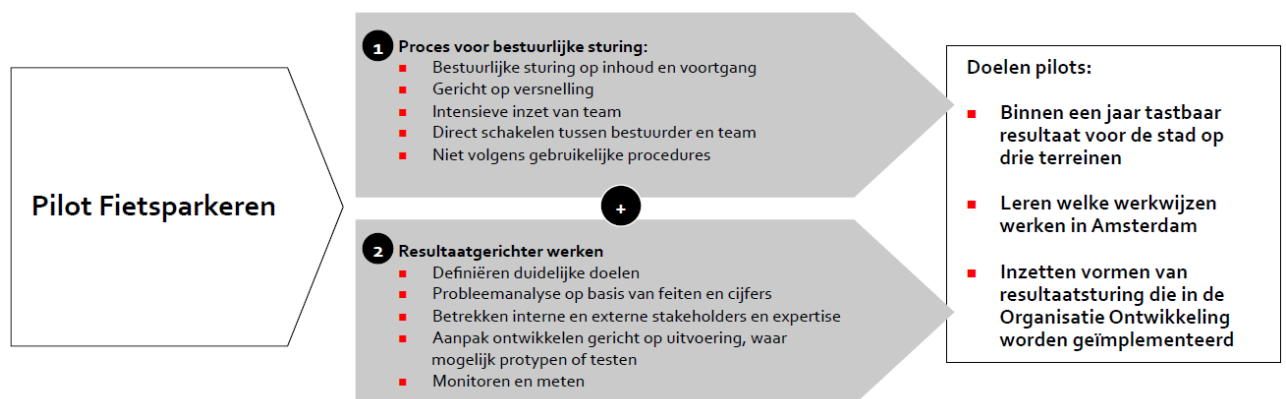 Pilot Fietsparkeren
1 Proces voor bestuurlijke sturing:
Bestuurlijke sturing op inhoud en voortgang
Gericht op versnelling
Intensieve inzet van team
Direct schakelen tussen bestuurder en team
Niet volgens gebruikelijke procedures
+
2 Resultaatgerichter werken
Definiëren duidelijke doelen
Probleemanalyse op basis van feiten en cijfers
Betrekken interne en externe stakeholders en expertise
Aanpak ontwikkelen gericht op uitvoering, waar
mogelijk protypen of testen
Monitoren en meten
Doelen pilots:
Binnen een jaar tastbaar
resultaat voor de stad op
drie terreinen
Leren welke werkwijzen
werken in Amsterdam
Inzetten vormen van
resultaatsturing die in de
Organisatie Ontwikkeling
worden geïmplementeerd